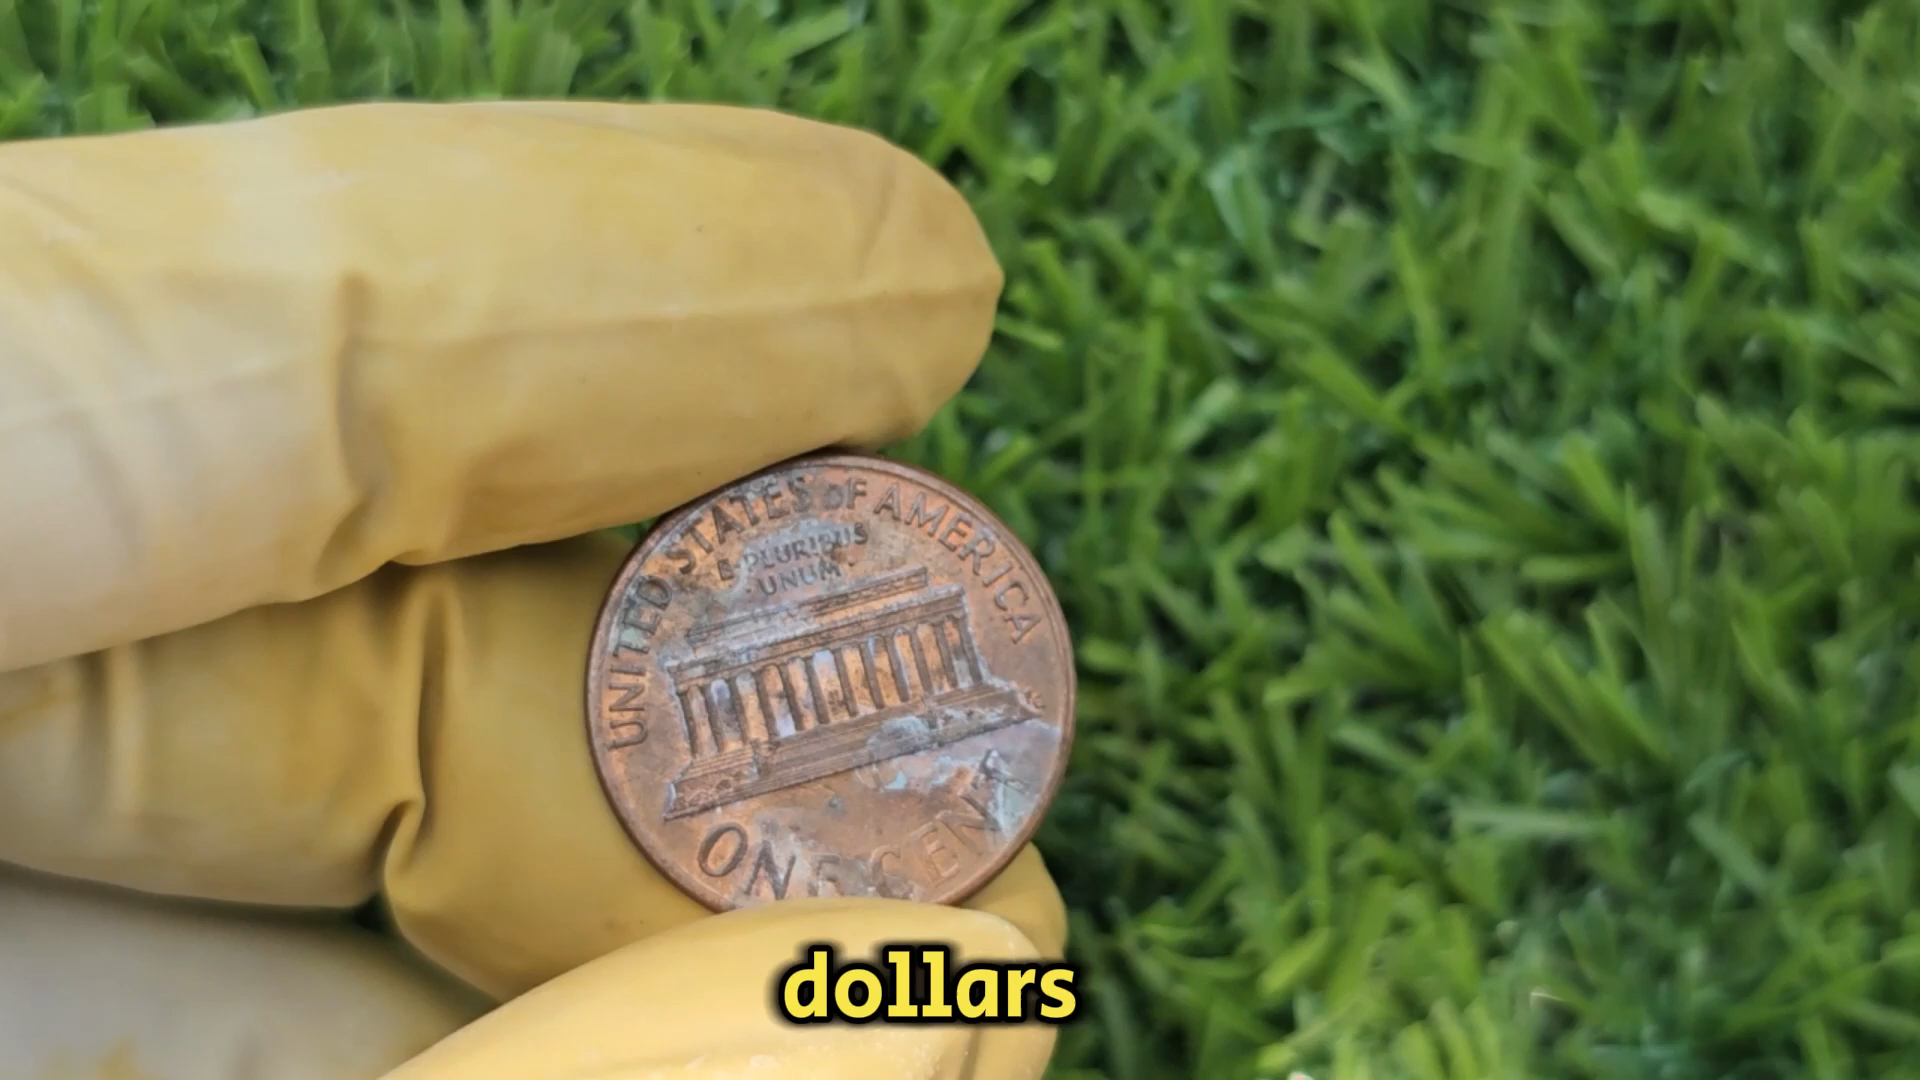 UNITED STATES OF AMERICA
E PLURIBUS
UNUM
ONE CENT
dollars